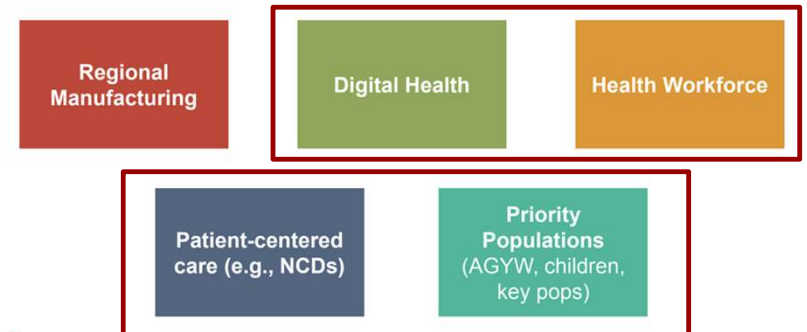 Regional
Manufacturing
Digital Health
Health Workforce
Patient-centered
care (e.g., NCDs)
Priority
Populations
(AGYW, children,
key pops)